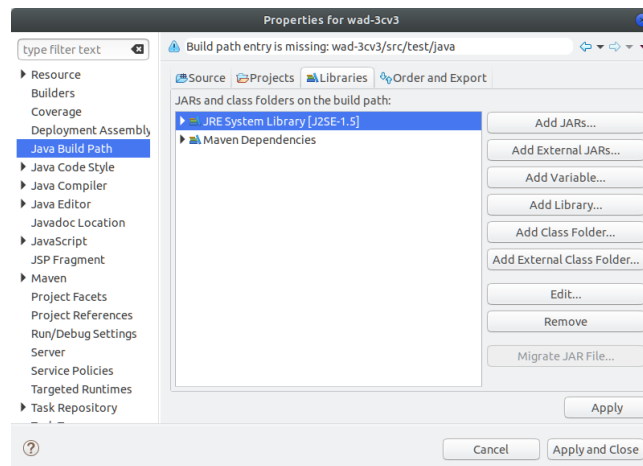 Properties for wad-3cv3
type filter text
Build path entry is missing: wad-3cv3/src/test/java
Resource
Builders
Coverage
Deployment Assembly
Java Build Path
Java Code Style
Java Compiler
Java Editor
Javadoc Location
JavaScript
JSP Fragment
Maven
Project Facets
Project References
Run/Debug Settings
Server
Service Policies
Targeted Runtimes
Task Repository
Source Projects Libraries Order and Export
JARs and class folders on the build path:
JRE System Library [J2SE-1.5]
Maven Dependencies
Add JARs...
Add External JARs...
Add Variable...
Add Library...
Add Class Folder...
Add External Class Folder...
Edit...
Remove
Migrate JAR File...
Apply
Cancel
Apply and Close